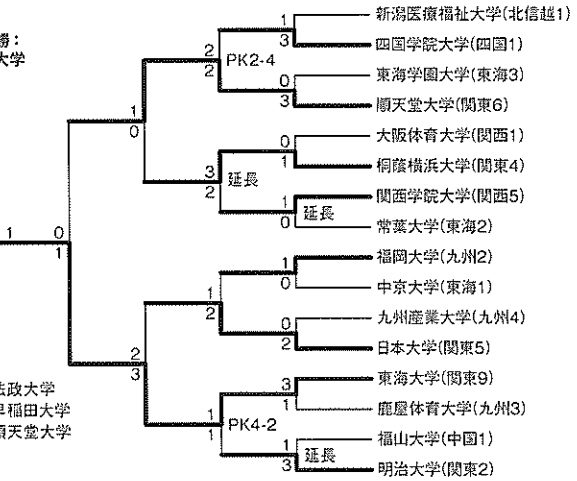 勝:
大学
1
3
新潟医療福祉大学(北信越1)
四国学院大学(四国1)
2
2
PK2-4
0
3
東海学園大学(東海3)
順天堂大学(関東6)
1
0
0
1
大阪体育大学(関西1)
桐蔭横浜大学(関東4)
3
2
延長
1
0
延長
関西学院大学(関西5)
常葉大学(東海2)
1
0
1
1
0
福岡大学(九州2)
中京大学(東海1)
1
2
0
2
九州産業大学(九州4)
日本大学(関東5)
2
3
3
1
東海大学(関東9)
鹿屋体育大学(九州3)
1
1
PK4-2
1
3
延長
福山大学(中国1)
明治大学(関東2)
法政大学
早稲田大学
順天堂大学